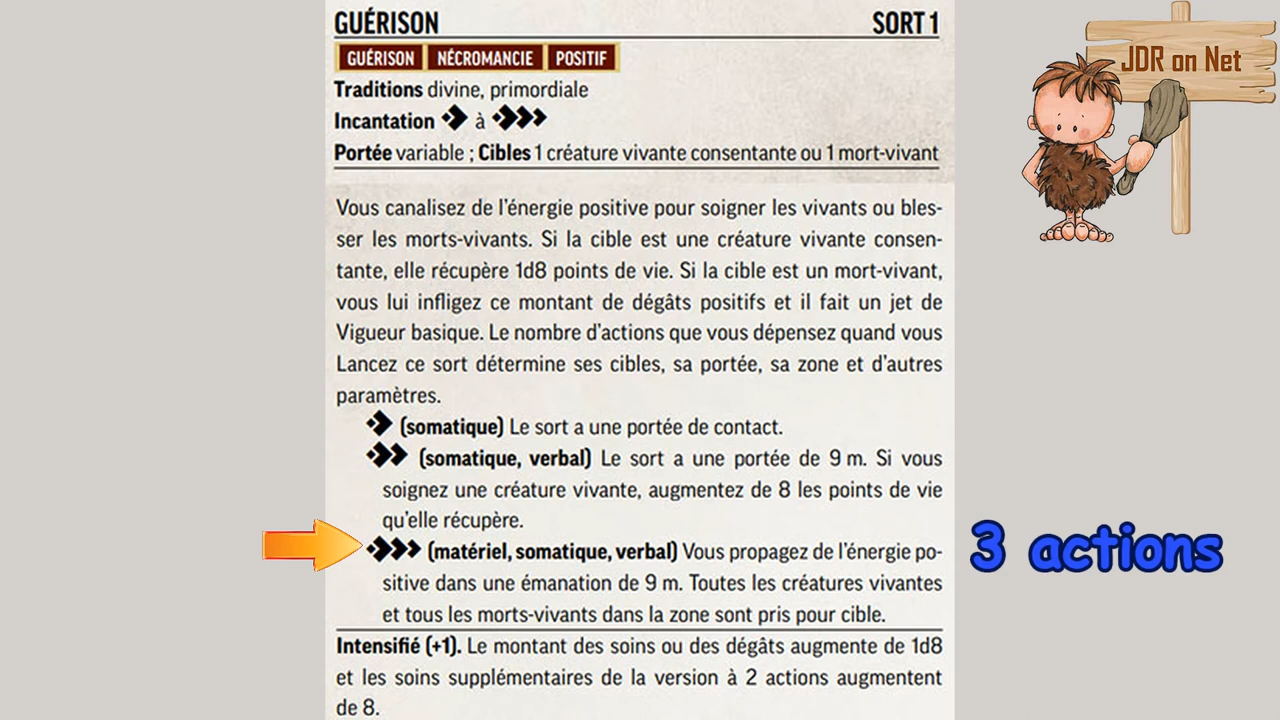 GUÉRISON SORT 1
GUÉRISON NÉCROMANCIE POSITIF
Traditions divine, primordiale
Incantation à
Portée variable ; Cibles 1 créature vivante consentante ou 1 mort-vivant
Vous canalisez de l'énergie positive pour soigner les vivants ou bles-
ser les morts-vivants. Si la cible est une créature vivante consen-
tante, elle récupère 1d8 points de vie. Si la cible est un mort-vivant,
vous lui infligez ce montant de dégâts positifs et il fait un jet de
Vigueur basique. Le nombre d'actions que vous dépensez quand vous
Lancez ce sort détermine ses cibles, sa portée, sa zone et d'autres
paramètres.
(somatique) Le sort a une portée de contact.
(somatique, verbal) Le sort a une portée de 9 m. Si vous
soignez une créature vivante, augmentez de 8 les points de vie
qu'elle récupère.
(matériel, somatique, verbal) Vous propagez de l'énergie po-
sitive dans une émanation de 9 m. Toutes les créatures vivantes
et tous les morts-vivants dans la zone sont pris pour cible.
Intensifié (+1). Le montant des soins ou des dégâts augmente de 1d8
et les soins supplémentaires de la version à 2 actions augmentent
de 8.
JDR on Net
3 actions